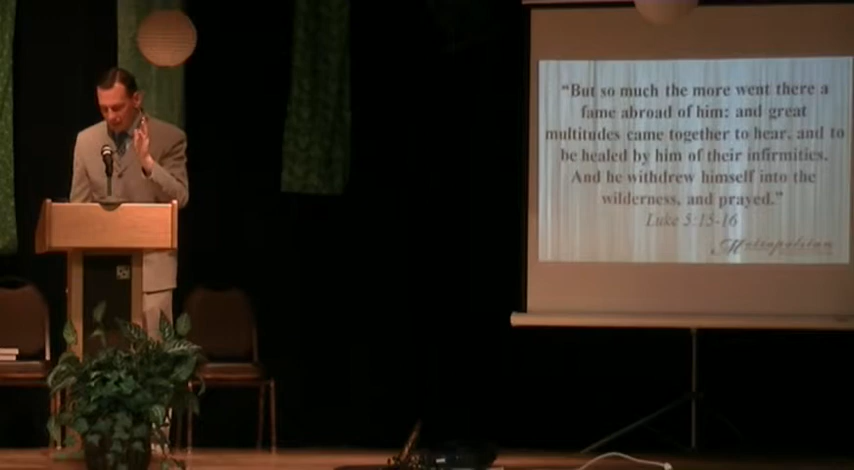 “But so much the more went there a
fame abroad of him: and great
multitudes came together to hear, and to
be healed by him of their infirmities.
And he withdrew himself into the
wilderness, and prayed.”
Luke 5:15-16
Metropolitan